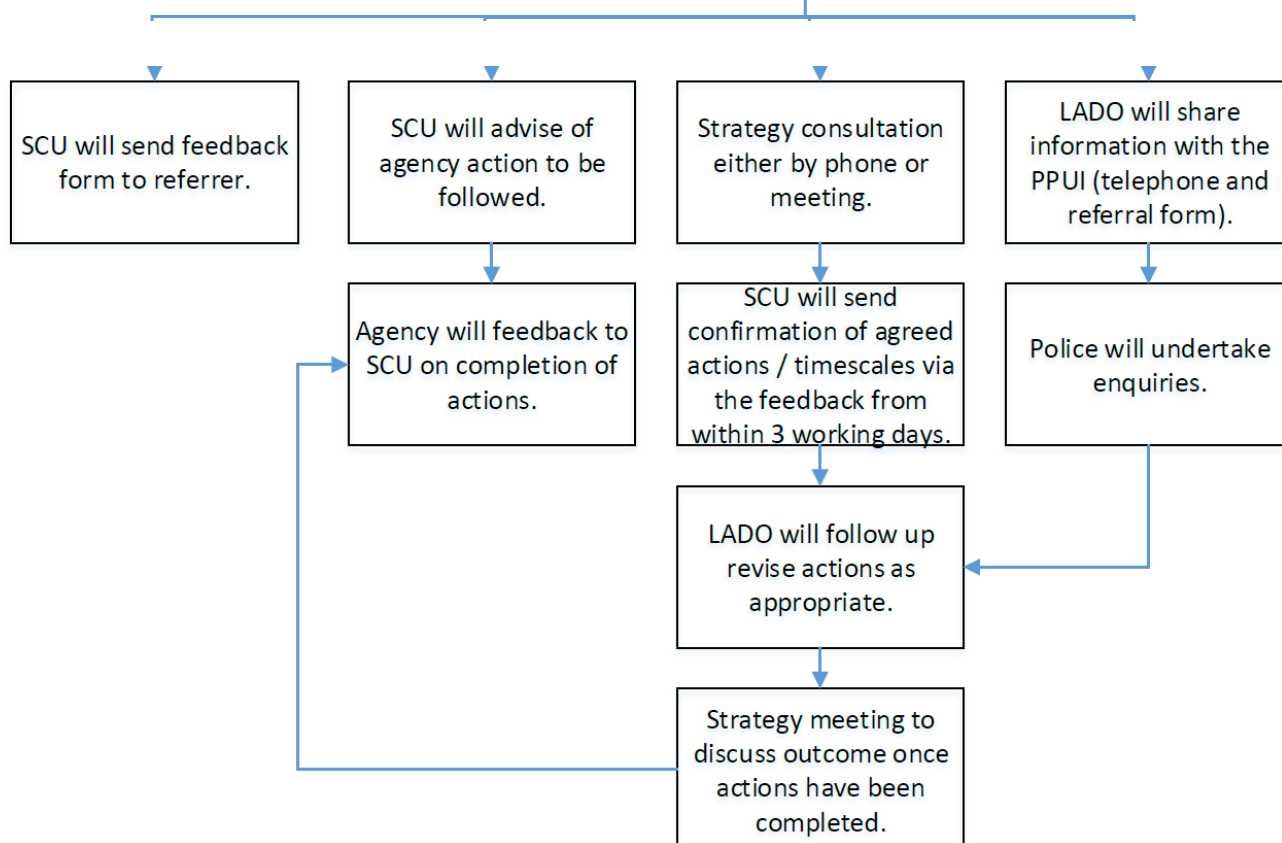 SCU will send feedback
form to referrer.
SCU will advise of
agency action to be
followed.
Strategy consultation
either by phone or
meeting.
LADO will share
information with the
PPUI (telephone and
referral form).
Agency will feedback to
SCU on completion of
actions.
SCU will send
confirmation of agreed
actions / timescales via
the feedback from
within 3 working days.
Police will undertake
enquiries.
LADO will follow up
revise actions as
appropriate.
Strategy meeting to
discuss outcome once
actions have been
completed.